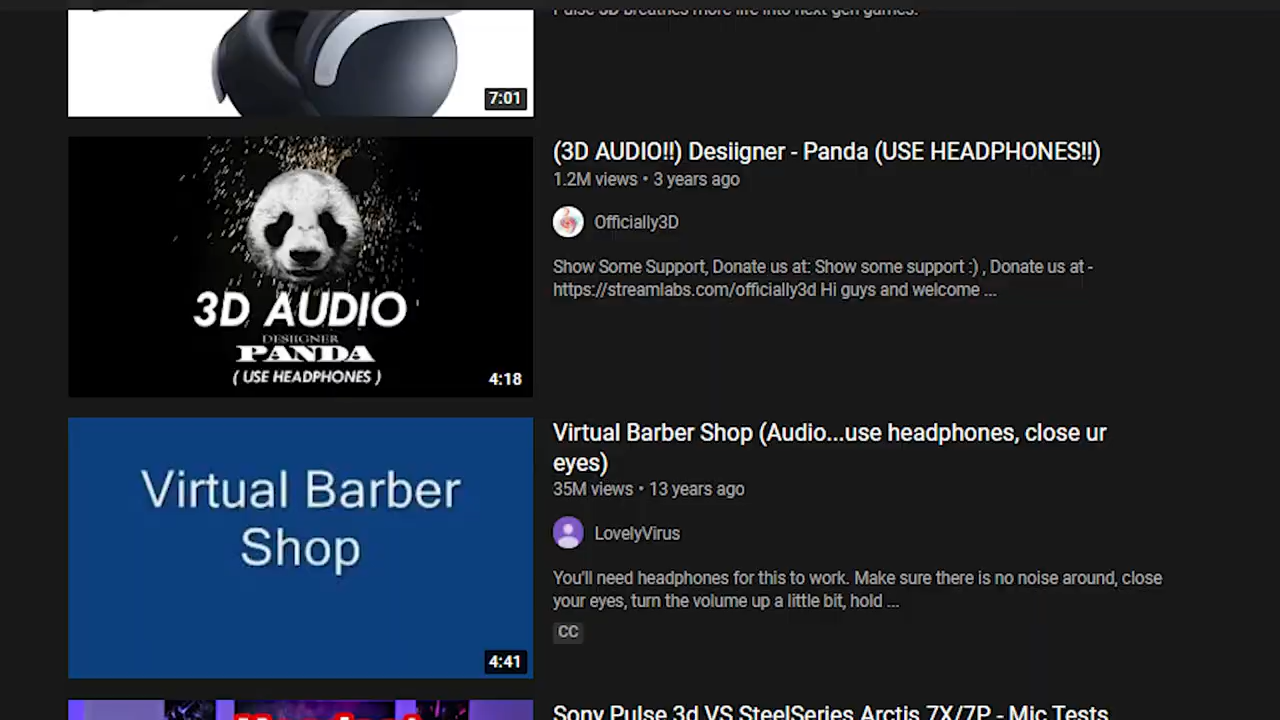 Pulse 3D breathes more life into next-gen games.
7:01
(3D AUDIO!!) Desiigner - Panda (USE HEADPHONES!!)
1.2M views • 3 years ago
Officially3D
Show Some Support, Donate us at: Show some support :) , Donate us at -
https://streamlabs.com/officially3d Hi guys and welcome ...
3D AUDIO
DESIIGNER
PANDA
( USE HEADPHONES )
4:18
Virtual Barber Shop (Audio...use headphones, close ur
eyes)
35M views • 13 years ago
LovelyVirus
You'll need headphones for this to work. Make sure there is no noise around, close
your eyes, turn the volume up a little bit, hold ...
CC
Virtual Barber
Shop
4:41
Sony Pulse 3d VS SteelSeries Arctis 7X/7P - Mic Tests